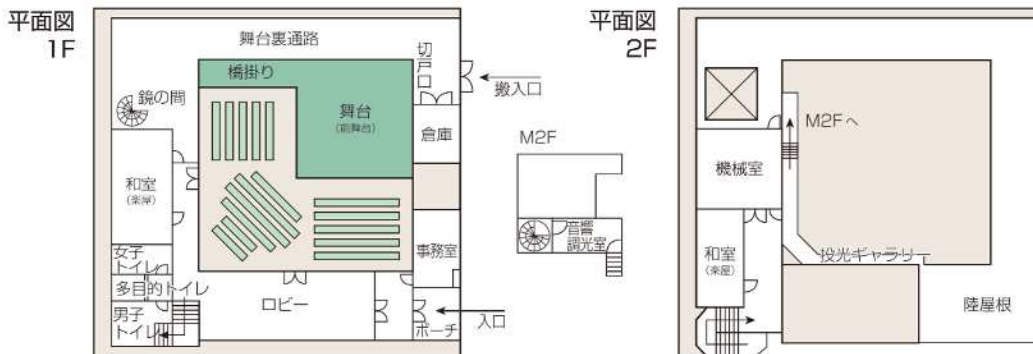 平面図
1F
舞台裏通路
切戸口
橋掛り
搬入口
鏡の間
舞台
(能舞台)
倉庫
和室
(楽屋)
事務室
女子
トイレ
多目的トイレ
男子
トイレ
ロビー
入口
ポーチ
M2F
音響
調光室
平面図
2F
M2Fへ
機械室
和室
(楽屋)
投光ギャラリー
陸屋根